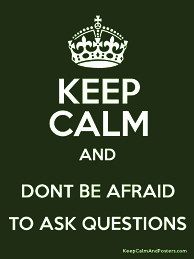 KEEP
CALM
AND
DONT BE AFRAID
TO ASK QUESTIONS
KeepCalmAndPosters.com